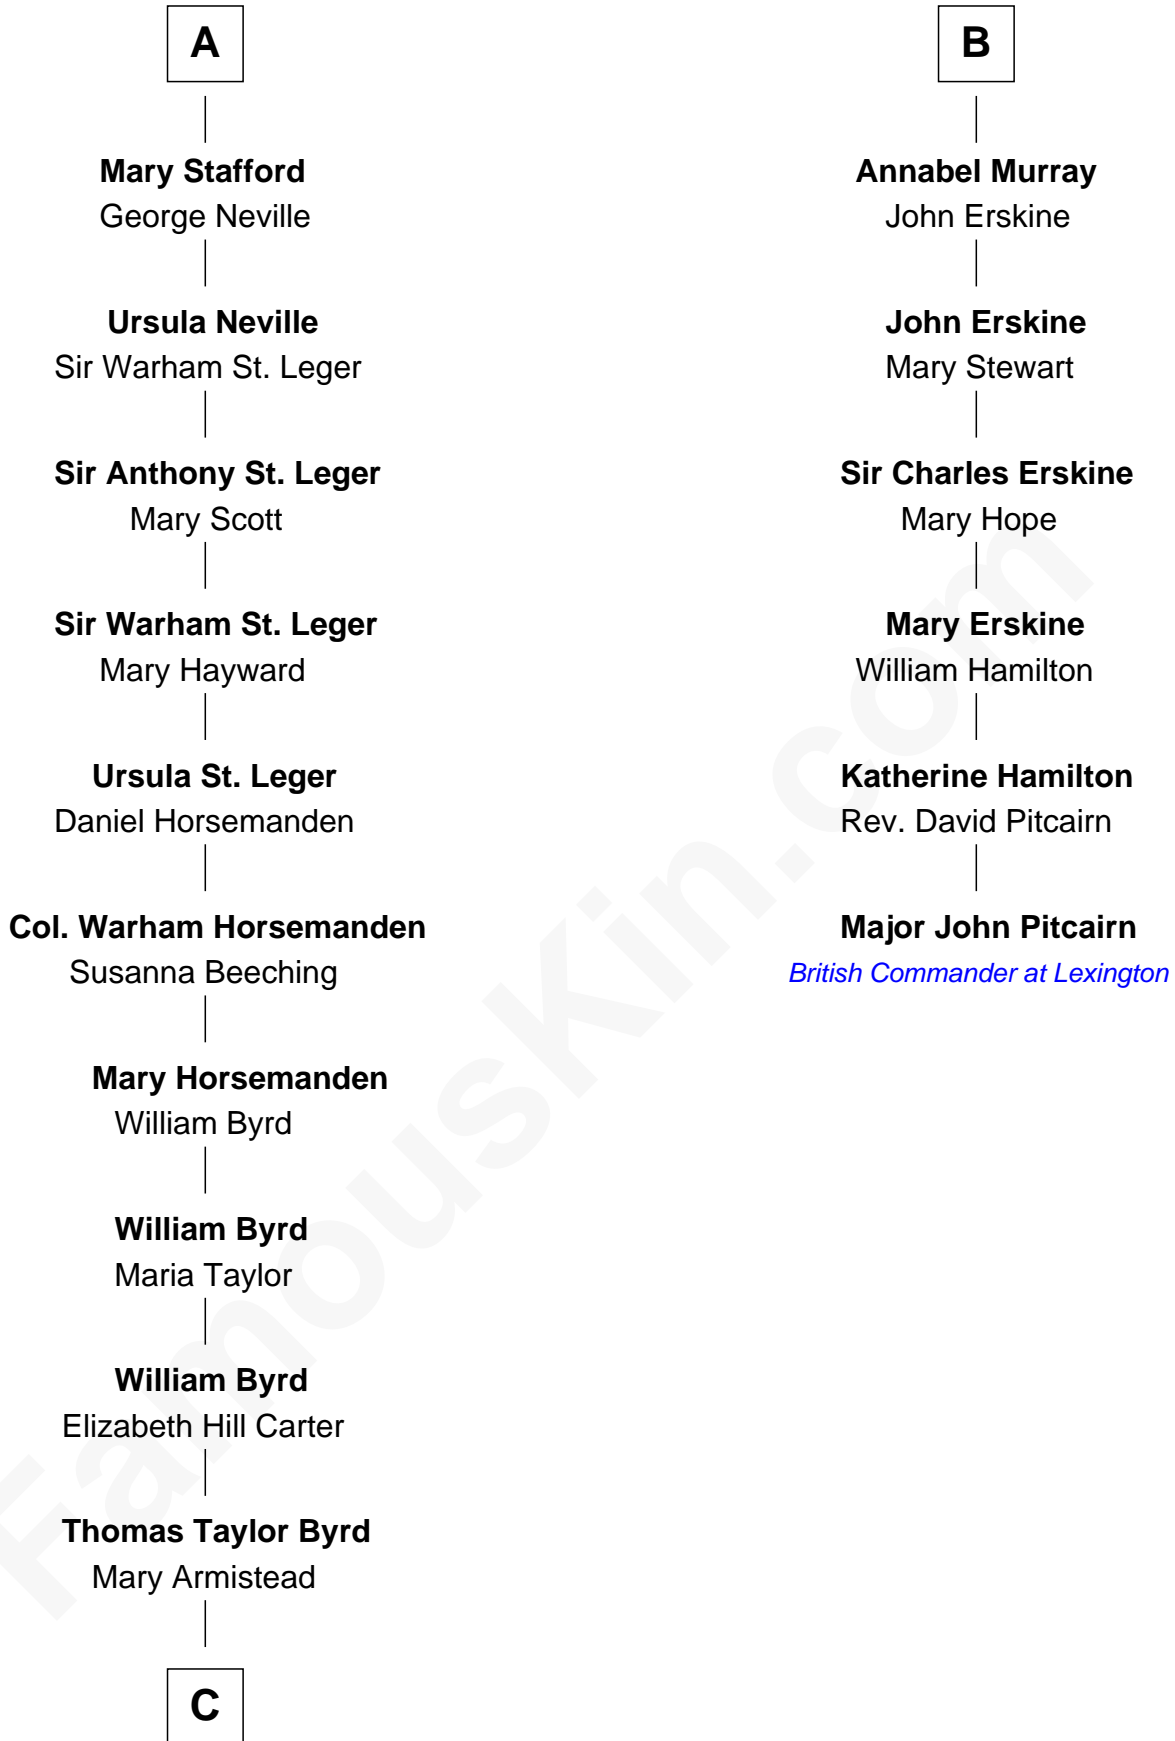 A
Mary Stafford
George Neville
Ursula Neville
Sir Warham St. Leger
Sir Anthony St. Leger
Mary Scott
Sir Warham St. Leger
Mary Hayward
Ursula St. Leger
Daniel Horsemanden
Col. Warham Horsemanden
Susanna Beeching
Mary Horsemanden
William Byrd
William Byrd
Maria Taylor
William Byrd
Elizabeth Hill Carter
Thomas Taylor Byrd
Mary Armistead
C
B
Annabel Murray
John Erskine
John Erskine
Mary Stewart
Sir Charles Erskine
Mary Hope
Mary Erskine
William Hamilton
Katherine Hamilton
Rev. David Pitcairn
Major John Pitcairn
British Commander at Lexington
FamousKin.com